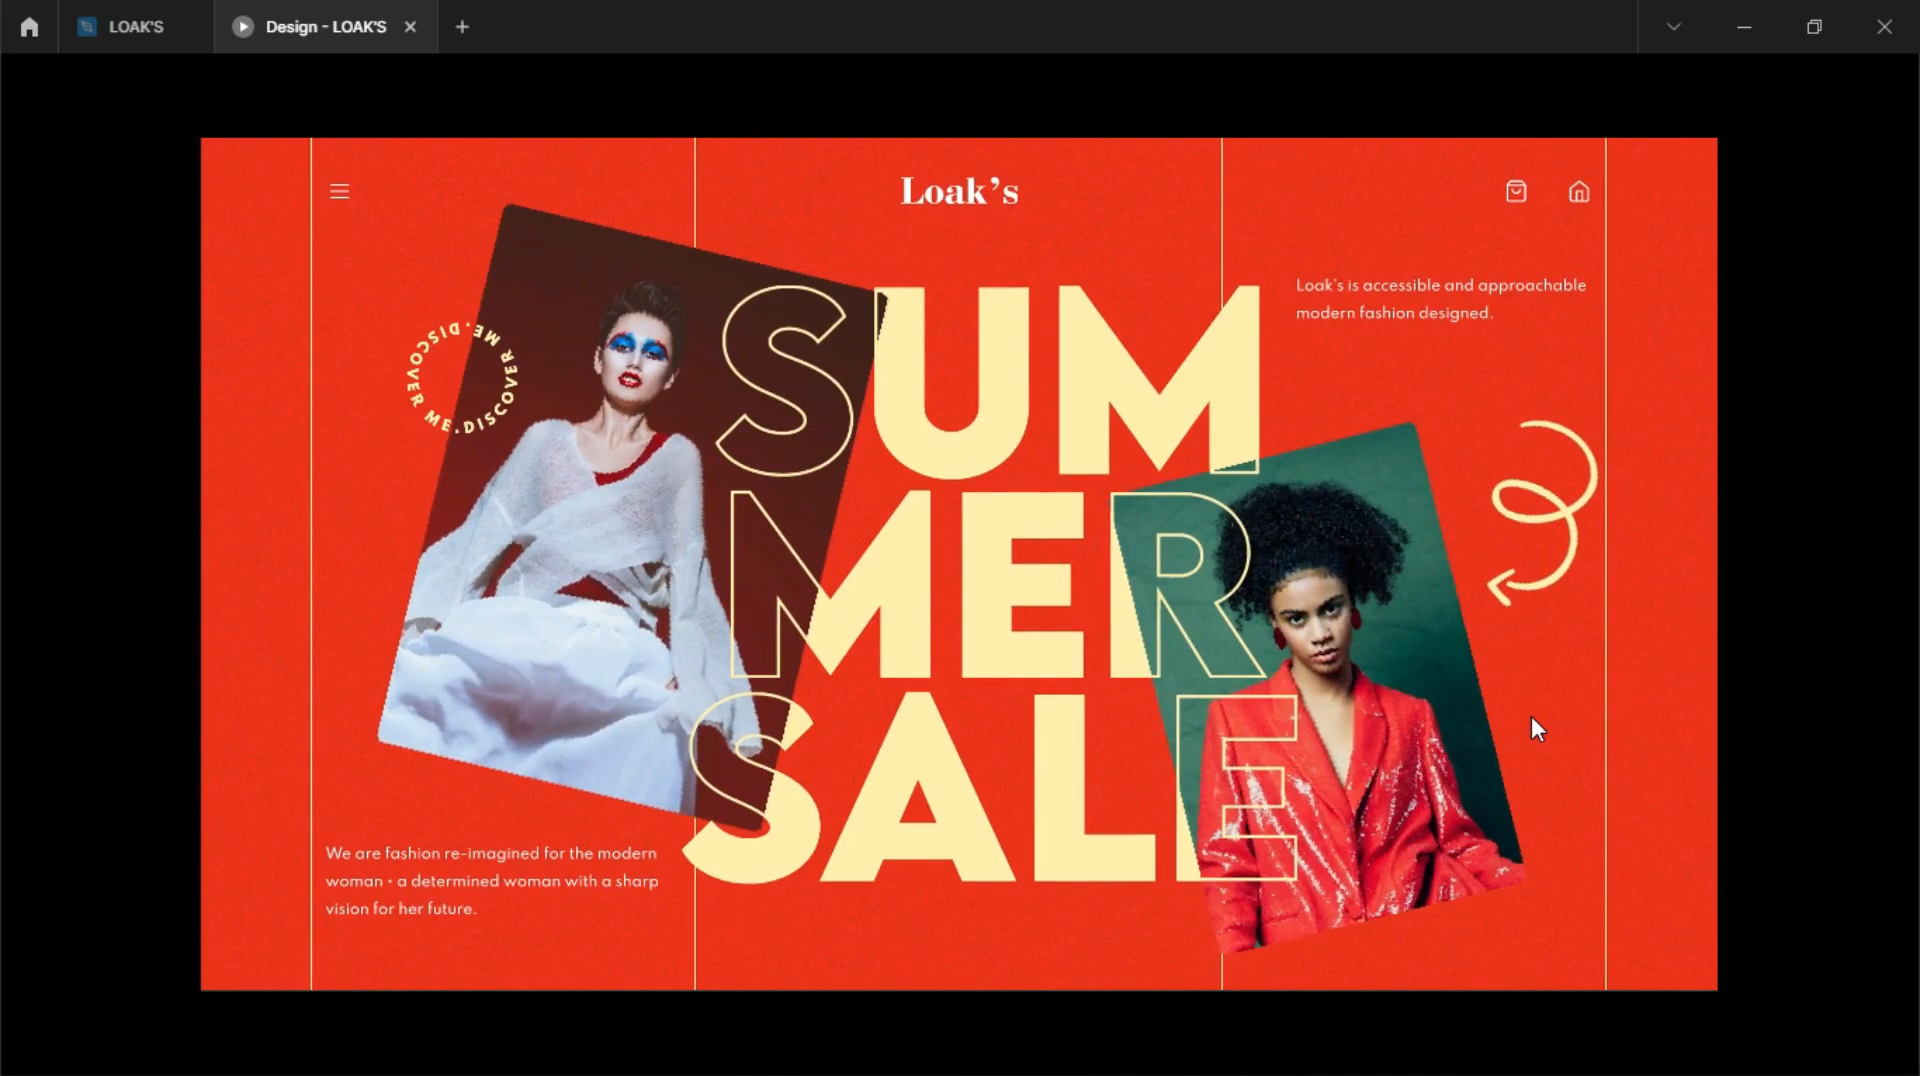 LOAK'S
Design - LOAK'S
Loak's
Loak's is accessible and approachable
modern fashion designed.
DISCOVER ME.DISCOVER ME.
SUM
MER
SALE
We are fashion re-imagined for the modern
woman • a determined woman with a sharp
vision for her future.